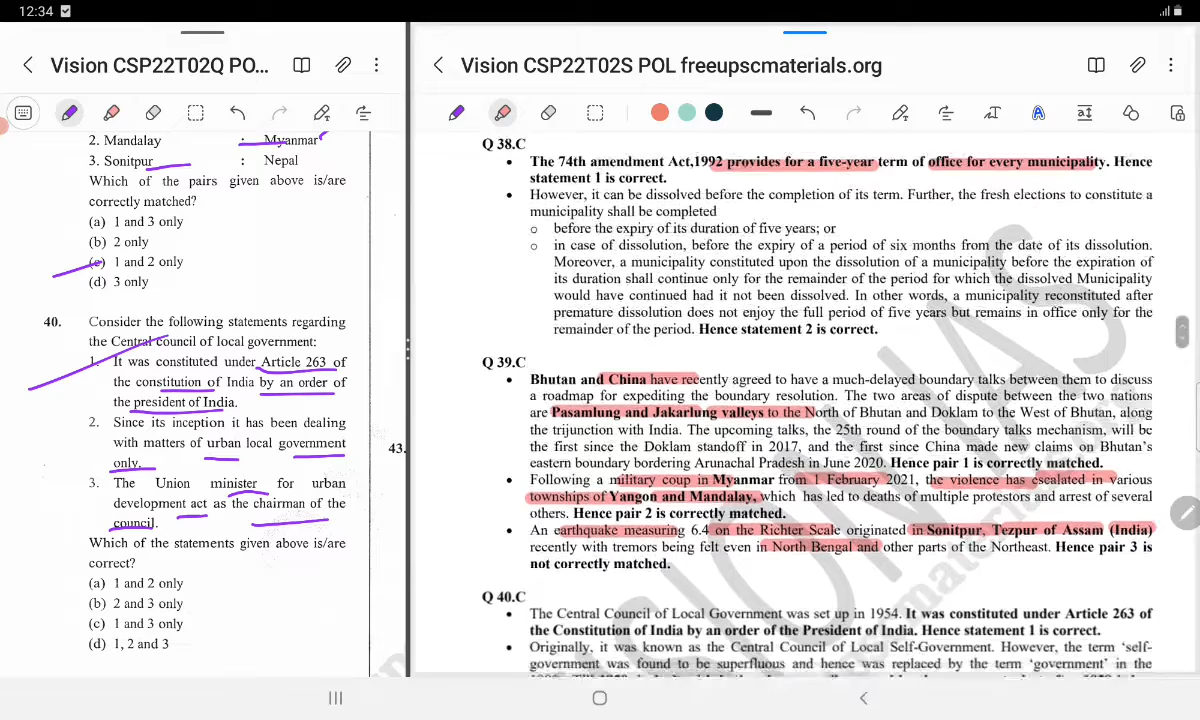 12:34
Vision CSP22T02Q PO...
2. Mandalay : Myanmar
3. Sonitpur : Nepal
Which of the pairs given above is/are
correctly matched?
(a) 1 and 3 only
(b) 2 only
(c) 1 and 2 only
(d) 3 only
40. Consider the following statements regarding
the Central council of local government:
1. It was constituted under Article 263 of
the constitution of India by an order of
the president of India.
2. Since its inception it has been dealing
with matters of urban local government
only.
3. The Union minister for urban
development act as the chairman of the
council.
Which of the statements given above is/are
correct?
(a) 1 and 2 only
(b) 2 and 3 only
(c) 1 and 3 only
(d) 1, 2 and 3
43.
Vision CSP22T02S POL freeupscmaterials.org
Q 38.C
• The 74th amendment Act,1992 provides for a five-year term of office for every municipality. Hence
statement 1 is correct.
• However, it can be dissolved before the completion of its term. Further, the fresh elections to constitute a
municipality shall be completed
o before the expiry of its duration of five years; or
o in case of dissolution, before the expiry of a period of six months from the date of its dissolution.
Moreover, a municipality constituted upon the dissolution of a municipality before the expiration of
its duration shall continue only for the remainder of the period for which the dissolved Municipality
would have continued had it not been dissolved. In other words, a municipality reconstituted after
premature dissolution does not enjoy the full period of five years but remains in office only for the
remainder of the period. Hence statement 2 is correct.
Q 39.C
• Bhutan and China have recently agreed to have a much-delayed boundary talks between them to discuss
a roadmap for expediting the boundary resolution. The two areas of dispute between the two nations
are Pasamlung and Jakarlung valleys to the North of Bhutan and Doklam to the West of Bhutan, along
the trijunction with India. The upcoming talks, the 25th round of the boundary talks mechanism, will be
the first since the Doklam standoff in 2017, and the first since China made new claims on Bhutan's
eastern boundary bordering Arunachal Pradesh in June 2020. Hence pair 1 is correctly matched.
• Following a military coup in Myanmar from 1 February 2021, the violence has escalated in various
townships of Yangon and Mandalay, which has led to deaths of multiple protestors and arrest of several
others. Hence pair 2 is correctly matched.
• An earthquake measuring 6.4 on the Richter Scale originated in Sonitpur, Tezpur of Assam (India)
recently with tremors being felt even in North Bengal and other parts of the Northeast. Hence pair 3 is
not correctly matched.
Q 40.C
• The Central Council of Local Government was set up in 1954. It was constituted under Article 263 of
the Constitution of India by an order of the President of India. Hence statement 1 is correct.
• Originally, it was known as the Central Council of Local Self-Government. However, the term 'self-
government' was found to be superfluous and hence was replaced by the term 'government' in the